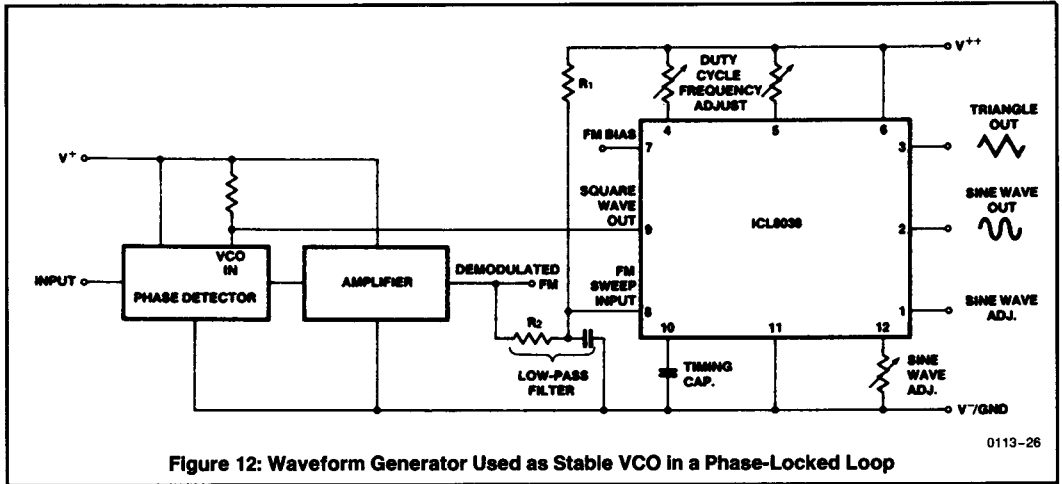 V++
R1
DUTY
CYCLE
FREQUENCY
ADJUST
4
5
6
TRIANGLE
OUT
FM BIAS
7
3
V+
SQUARE
WAVE
OUT
9
ICL8038
2
SINE WAVE
OUT
VCO
IN
INPUT
PHASE DETECTOR
AMPLIFIER
DEMODULATED
FM
FM
SWEEP
INPUT
8
1
SINE WAVE
ADJ.
10
11
12
R2
LOW-PASS
FILTER
TIMING
CAP.
SINE
WAVE
ADJ.
V-/GND
0113-26
Figure 12: Waveform Generator Used as Stable VCO in a Phase-Locked Loop